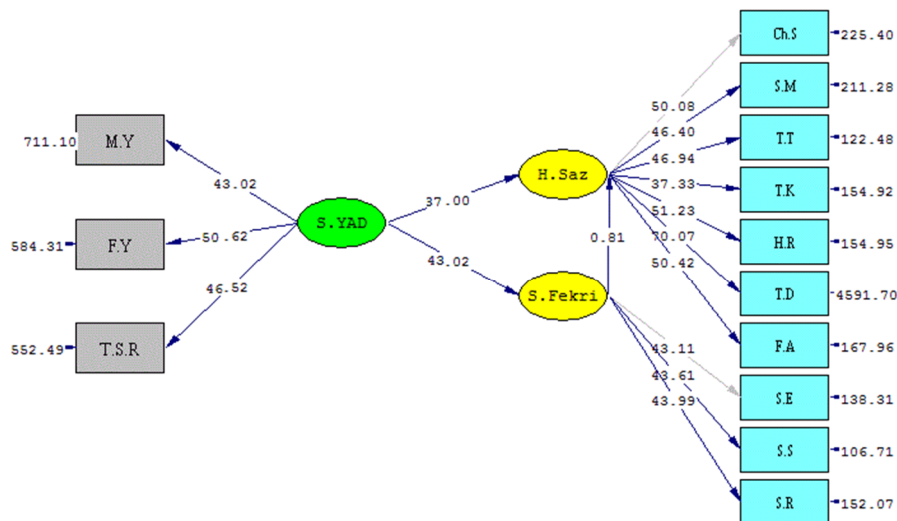 Ch.S
225.40
S.M
211.28
50.08
46.40
M.Y
711.10
T.T
122.48
46.94
H.Saz
37.33
T.K
154.92
43.02
37.00
51.23
S.YAD
F.Y
584.31
50.62
0.81
70.07
H.R
154.95
43.02
50.42
46.52
S.Fekri
T.D
4591.70
T.S.R
552.49
F.A
167.96
43.11
43.61
43.99
S.E
138.31
S.S
106.71
S.R
152.07